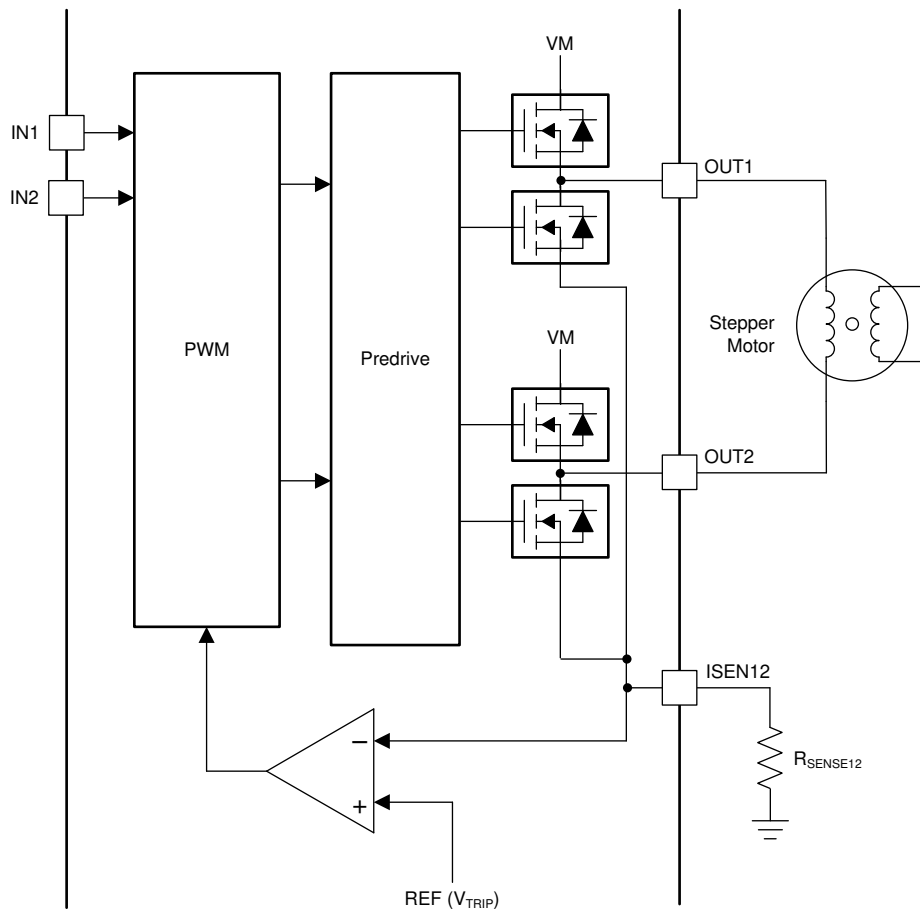 VM
IN1
OUT1
IN2
Stepper
Motor
PWM
Predrive
VM
OUT2
ISEN12
−
+
RSENSE12
REF (VTRIP)